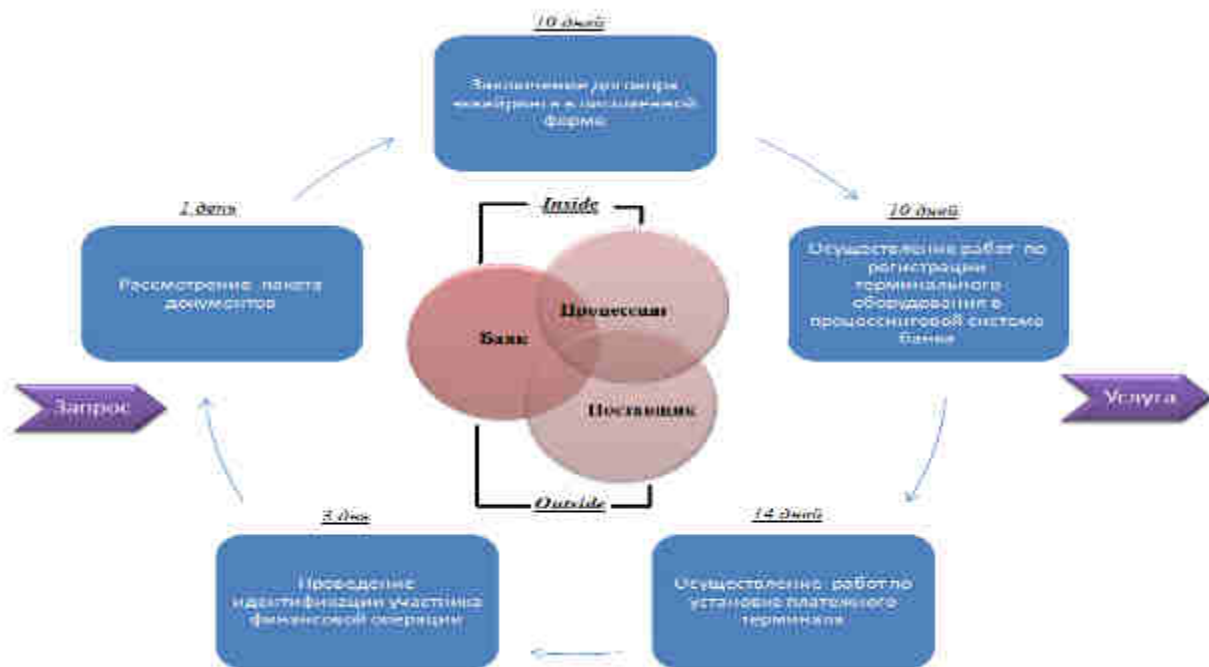 10 дней
Заключение договора
эквайринга в письменной
форме
1 день
Рассмотрение пакета
документов
Inside
10 дней
Осуществление работ по
регистрации
терминального
оборудования в
процессинговой системе
банка
Процессинг
Банк
Поставщик
Запрос
Услуга
Outside
3 дня
Проведение
идентификации участника
финансовой операции
14 дней
Осуществление работ по
установке платежного
терминала